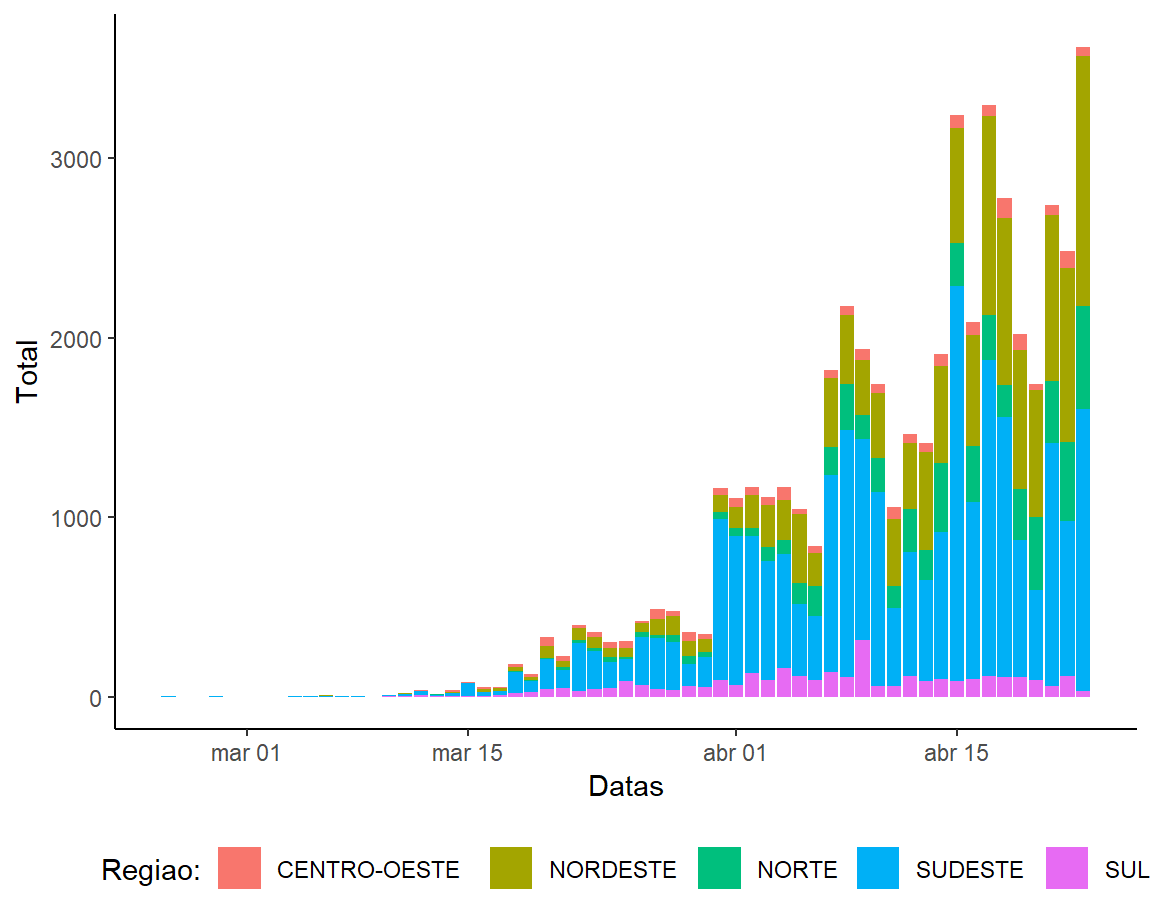 3000
2000
1000
0
Total
mar 01 mar 15 abr 01 abr 15
Datas
Regiao: CENTRO-OESTE NORDESTE NORTE SUDESTE SUL